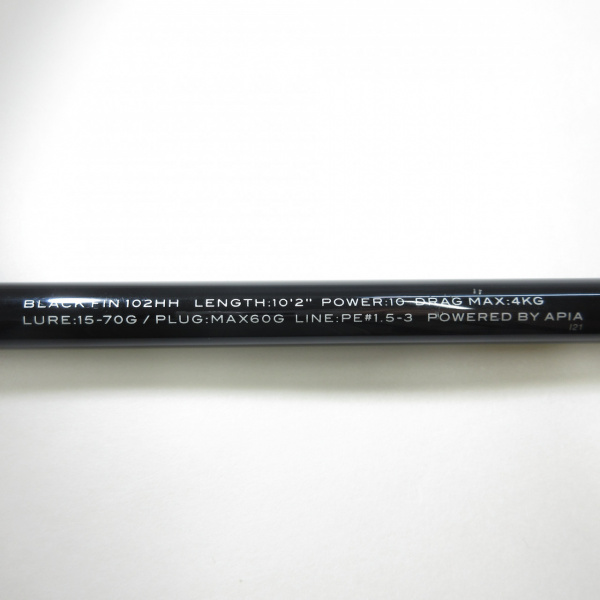 BLACK FIN 102HH LENGTH:10'2" POWER:10 DRAG MAX:4KG
LURE:15-70G / PLUG:MAX60G LINE:PE#1.5-3 POWERED BY APIA
121